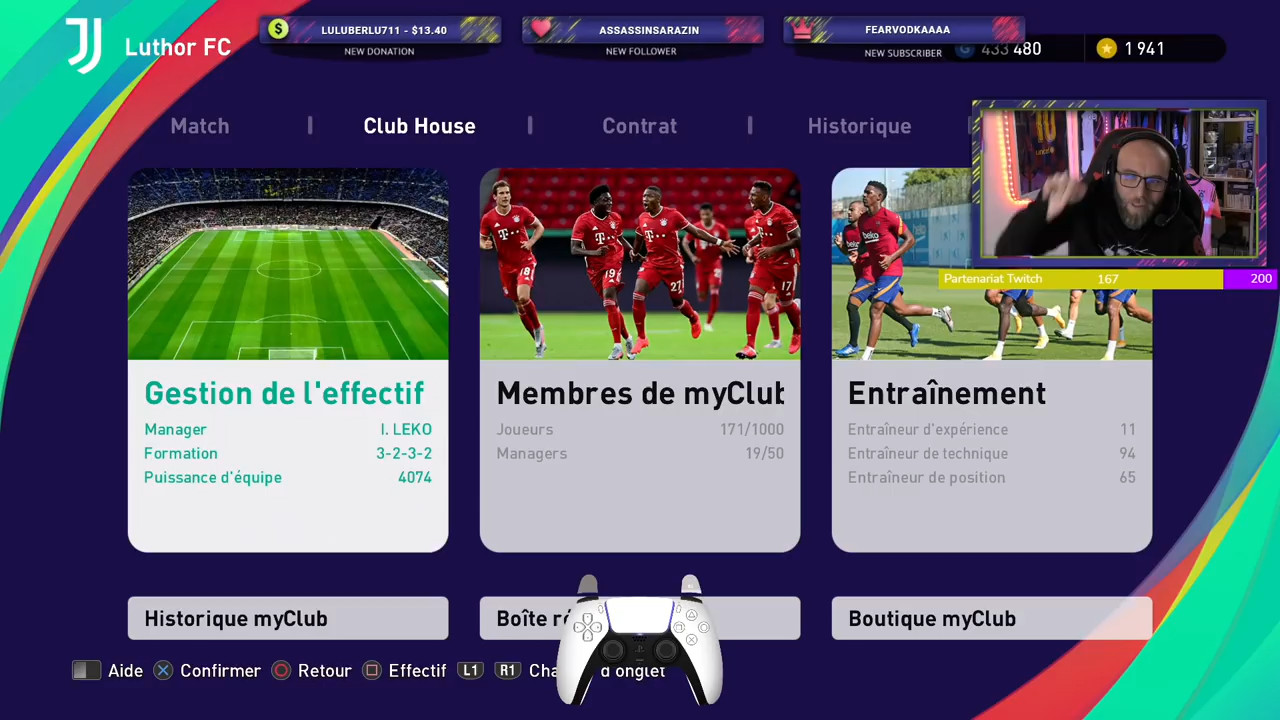 Luthor FC
LULUBERLU711 - $13.40
NEW DONATION
ASSASSINSARAZIN
NEW FOLLOWER
FEARVODKAAAA
NEW SUBSCRIBER
433 480
1 941
Match
Club House
Contrat
Historique
Partenariat Twitch 167 200
Gestion de l'effectif
Manager I. LEKO
Formation 3-2-3-2
Puissance d'équipe 4074
Membres de myClub
Joueurs 171/1000
Managers 19/50
Entraînement
Entraîneur d'expérience 11
Entraîneur de technique 94
Entraîneur de position 65
Historique myClub
Boîte
Boutique myClub
Aide Confirmer Retour Effectif L1 R1 d'onglet